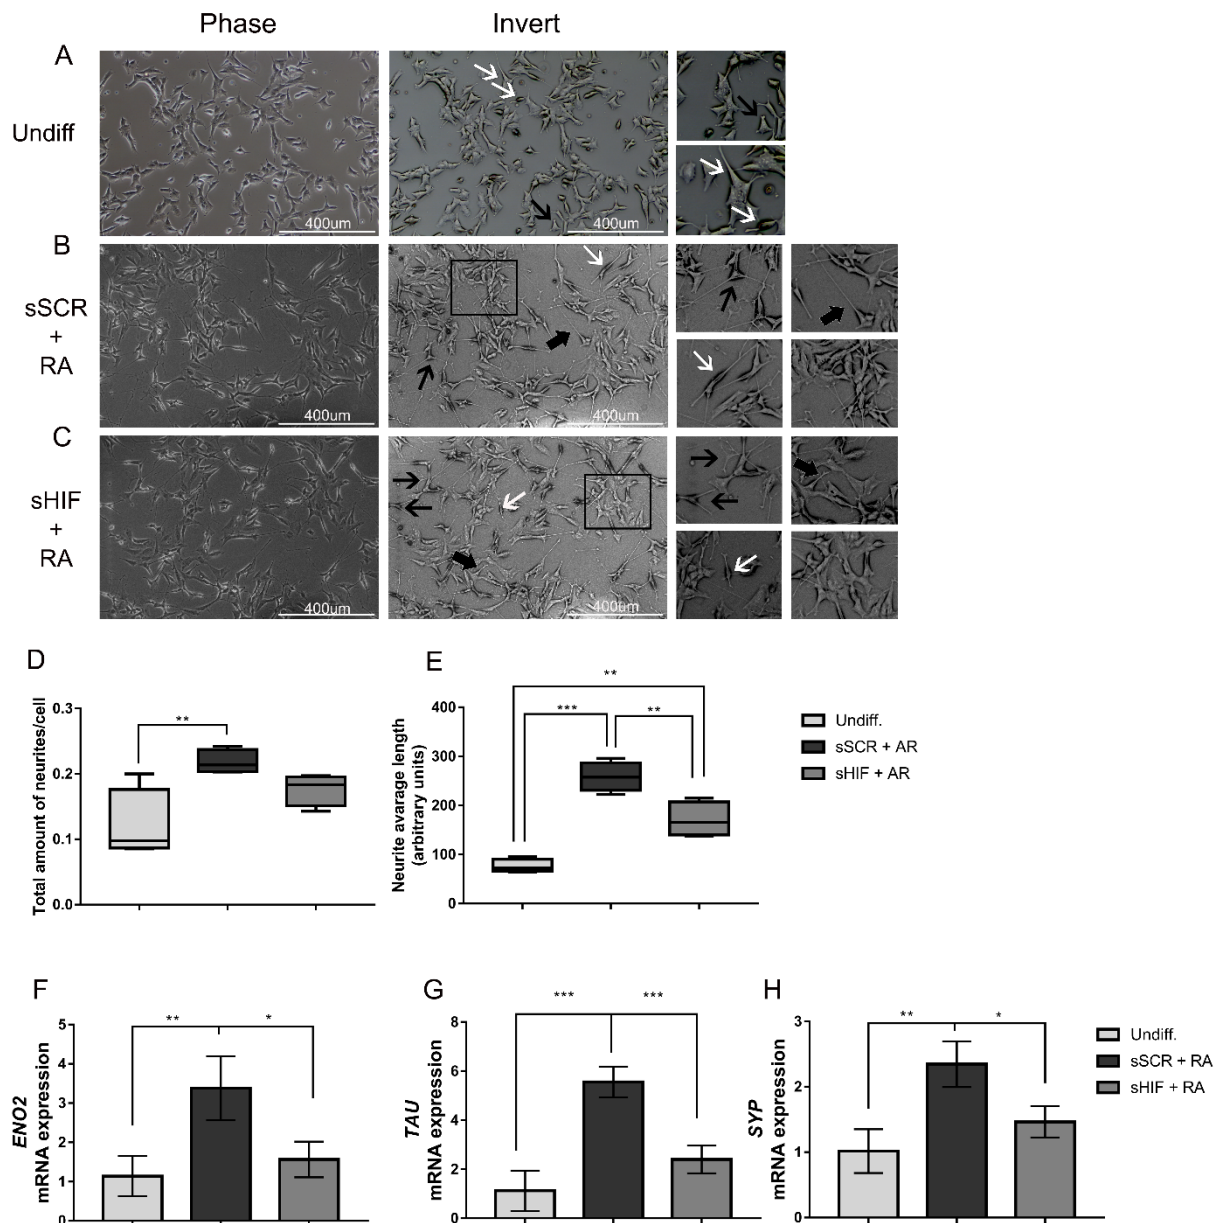 Phase Invert
A
Undiff
400um 400um
B
sSCR
+
RA
400um 400um
C
sHIF
+
RA
400um 400um
D
Total amount of neurites/cell
0.3
0.2
0.1
0.0
**
E
Neurite avarage length
(arbitrary units)
400
300
200
100
0
**
*** **
Undiff.
sSCR + AR
sHIF + AR
F
ENO2
mRNA expression
5
4
3
2
1
0
** *
G
TAU
mRNA expression
8
6
4
2
0
*** ***
H
SYP
mRNA expression
3
2
1
0
** *
Undiff.
sSCR + RA
sHIF + RA